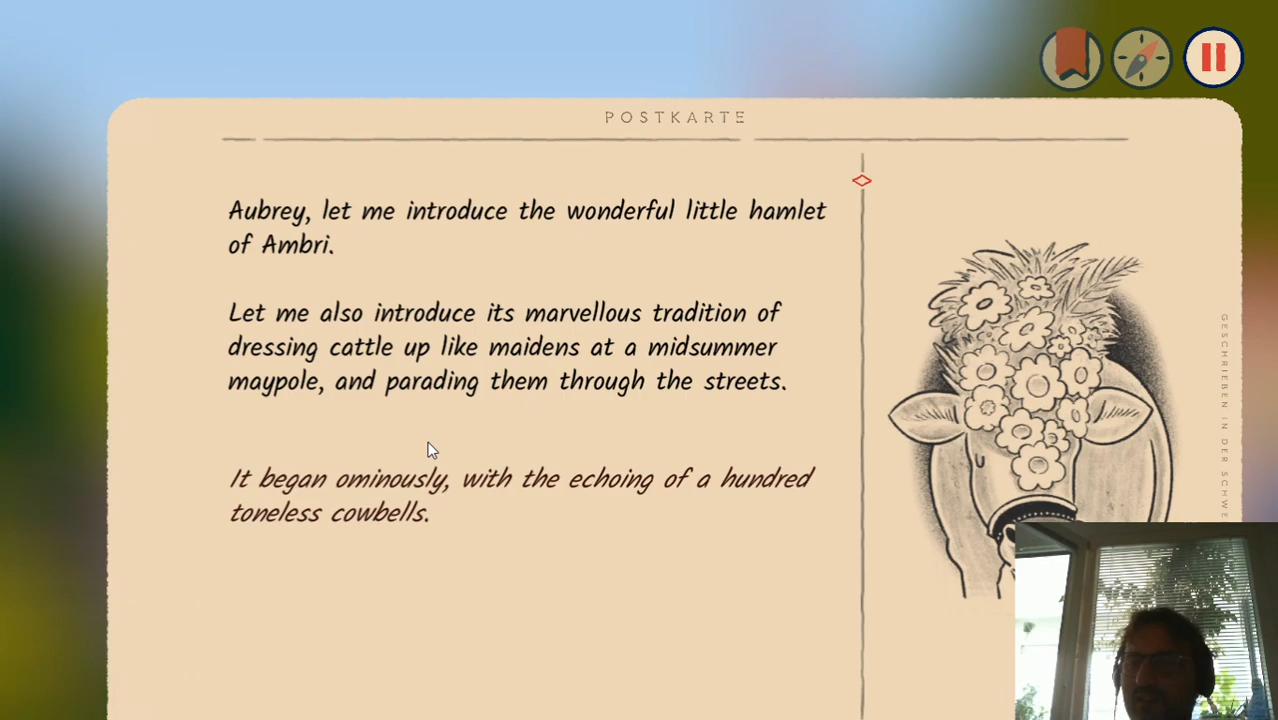 POSTKARTE
Aubrey, let me introduce the wonderful little hamlet
of Ambri.
Let me also introduce its marvellous tradition of
dressing cattle up like maidens at a midsummer
maypole, and parading them through the streets.
It began ominously, with the echoing of a hundred
toneless cowbells.
GESCHRIEBEN IN DER SCHWE